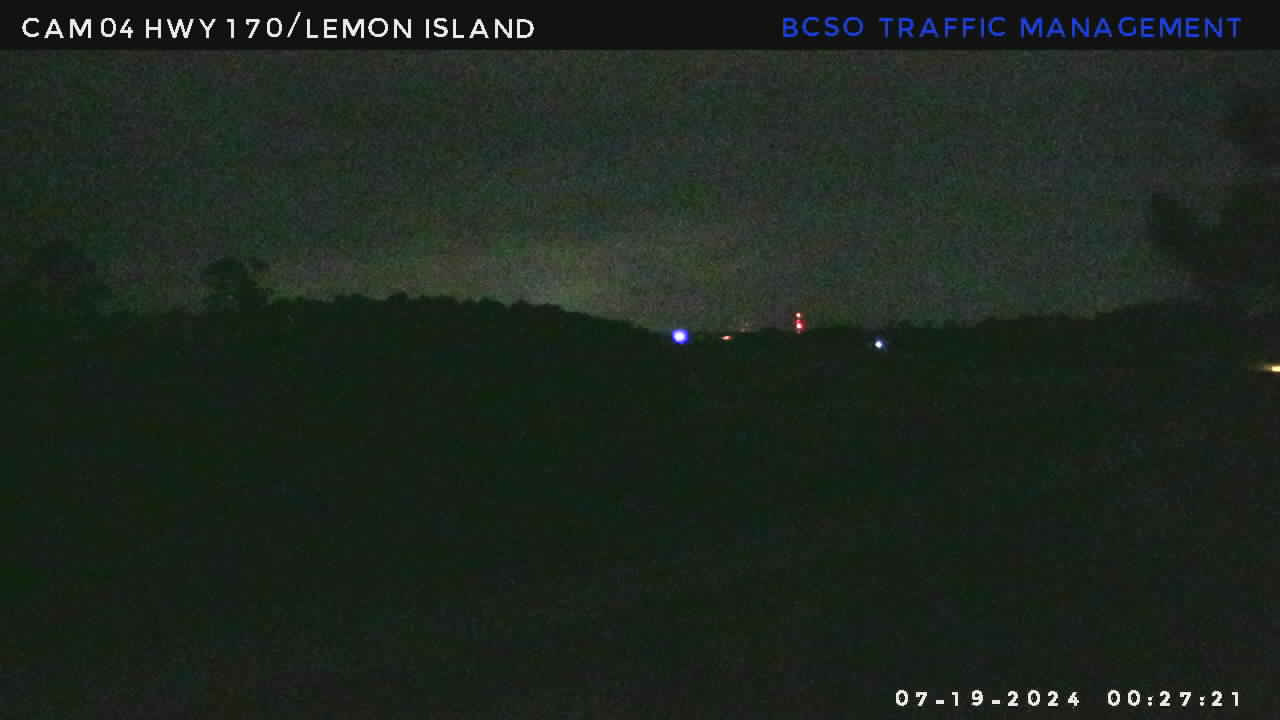 CAM04 HWY 170/LEMON ISLAND
BCSO TRAFFIC MANAGEMENT
07-19-2024 00:27:21